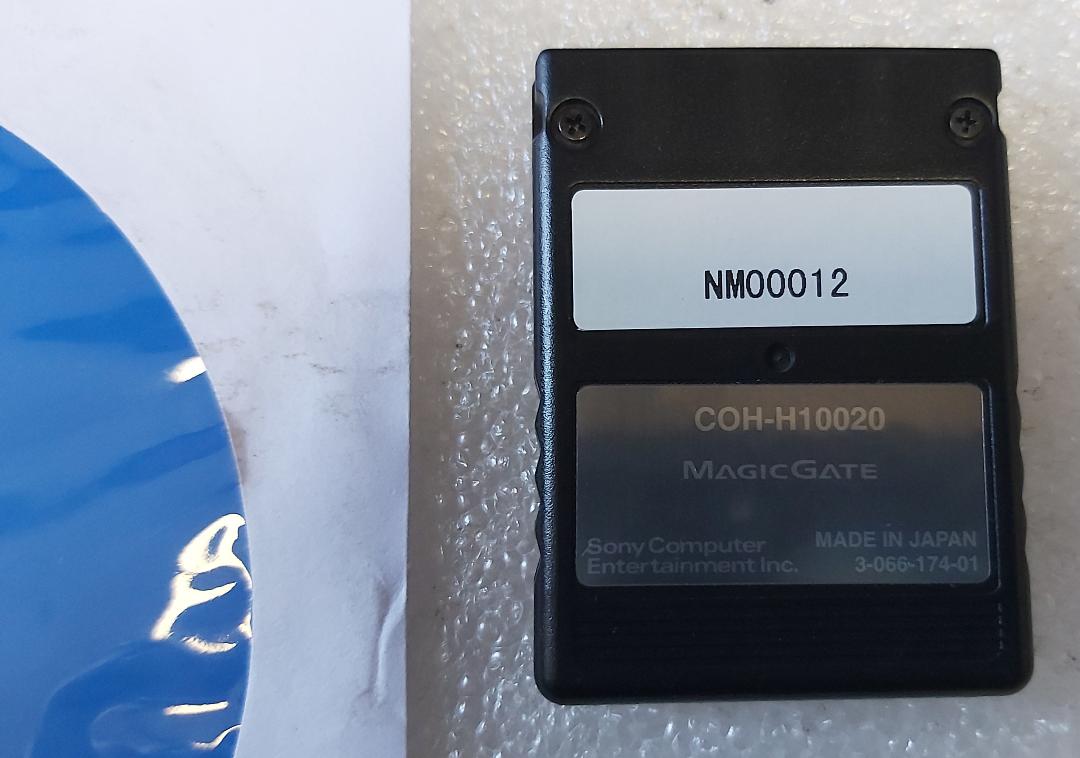 NM00012
COH-H10020
MAGICGATE
Sony Computer
Entertainment Inc.
MADE IN JAPAN
3-066-174-01